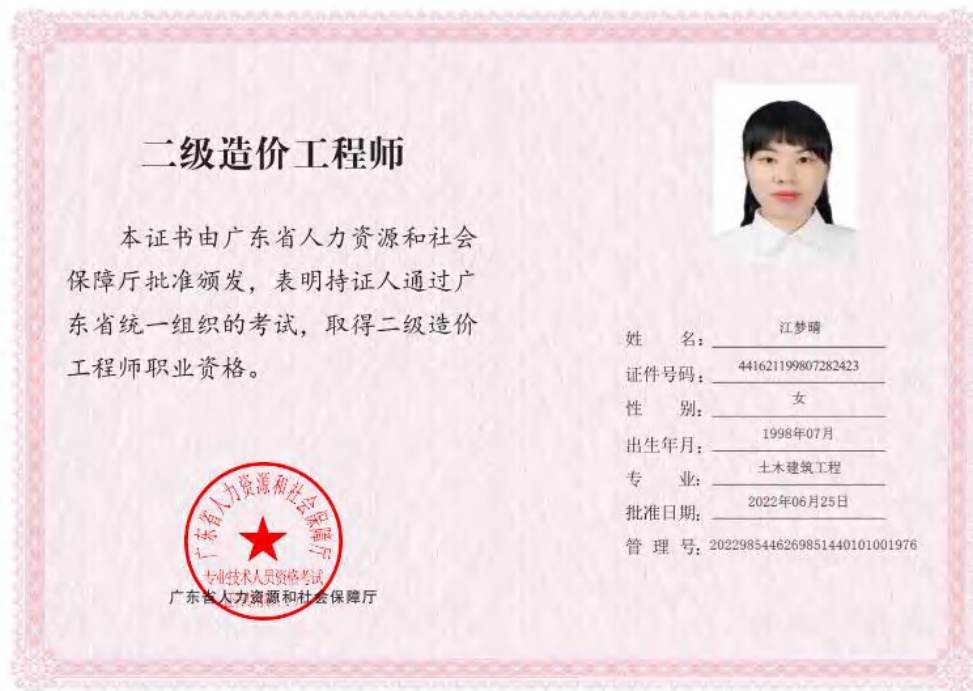 二级造价工程师
本证书由广东省人力资源和社会
保障厅批准颁发，表明持证人通过广
东省统一组织的考试，取得二级造价
工程师职业资格。
姓 名：江梦晴
证件号码：441621199807282423
性 别：女
出生年月：1998年07月
专 业：土木建筑工程
批准日期：2022年06月25日
管 理 号：20229854462698514401​01001976
广东省人力资源和社会保障厅
专业技术人员资格考试
广东省人力资源和社会保障厅